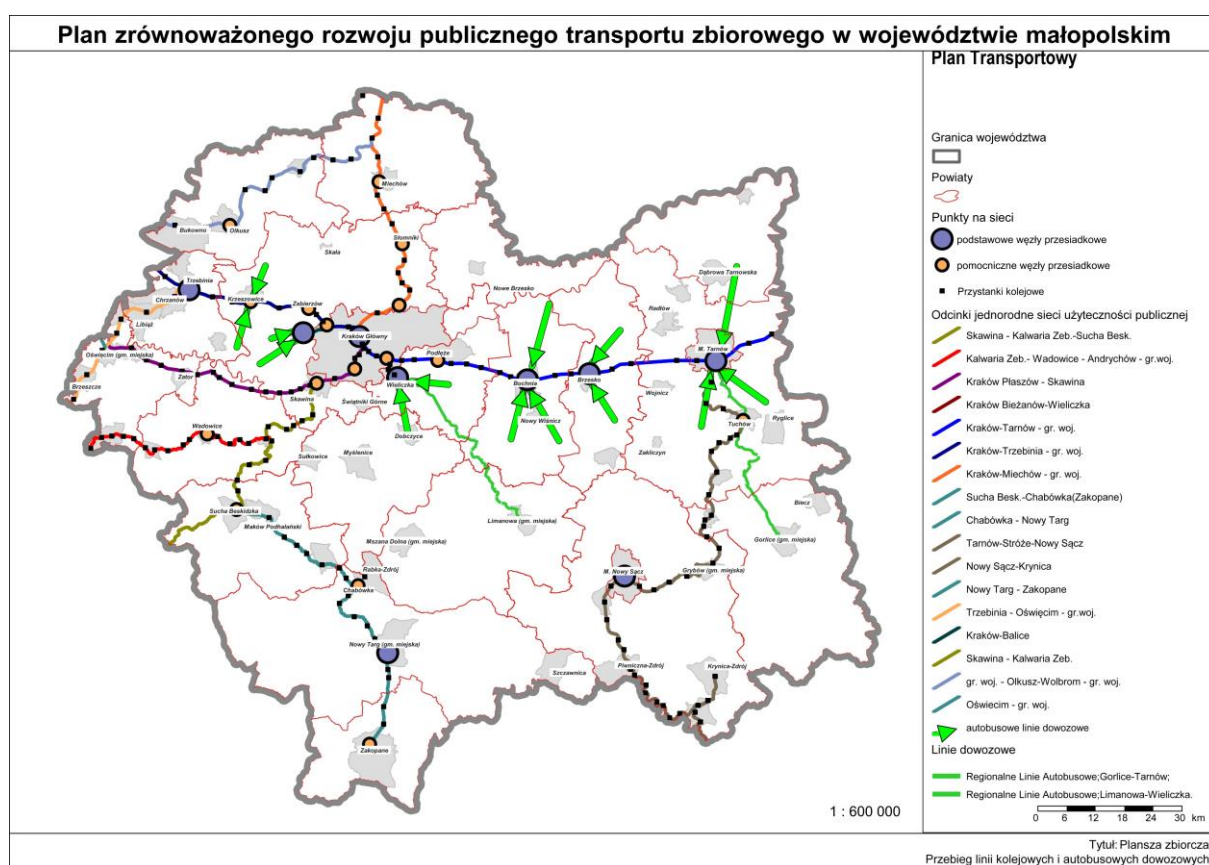 Plan zrównoważonego rozwoju publicznego transportu zbiorowego w województwie małopolskim
Plan Transportowy
Granica województwa
Powiaty
Punkty na sieci
podstawowe węzły przesiadkowe
pomocnicze węzły przesiadkowe
Przystanki kolejowe
Odcinki jednorodne sieci użyteczności publicznej
Skawina - Kalwaria Zeb.-Sucha Besk.
Kalwaria Zeb.- Wadowice - Andrychów - gr.woj.
Kraków Płaszów - Skawina
Kraków Bieżanów-Wieliczka
Kraków-Tarnów - gr. woj.
Kraków-Trzebinia - gr. woj.
Kraków-Miechów - gr. woj.
Sucha Besk.-Chabówka(Zakopane)
Chabówka - Nowy Targ
Tarnów-Stróże-Nowy Sącz
Nowy Sącz-Krynica
Nowy Targ - Zakopane
Trzebinia - Oświęcim - gr.woj.
Kraków-Balice
Skawina - Kalwaria Zeb.
gr. woj. - Olkusz-Wolbrom - gr. woj.
Oświecim - gr. woj.
autobusowe linie dowozowe
Linie dowozowe
Regionalne Linie Autobusowe;Gorlice-Tarnów;
Regionalne Linie Autobusowe;Limanowa-Wieliczka.
0 6 12 18 24 30 km
1 : 600 000
Tytuł: Plansza zbiorcza
Przebieg linii kolejowych i autobusowych dowozowych
Miechów
Bukowno
Olkusz
Słomniki
Skała
Trzebinia
Chrzanów
Krzeszowice
Zabierzów
Nowe Brzesko
Dąbrowa Tarnowska
Radłów
Libiąż
Kraków Główny
Oświęcim (gm. miejska)
Podłęże
M. Tarnów
Brzeszcze
Zator
Wieliczka
Bochnia
Brzesko
Skawina
Świątniki Górne
Wojnicz
Nowy Wiśnicz
Tuchów
Ryglice
Wadowice
Dobczyce
Sułkowice
Myślenice
Zakliczyn
Biecz
Sucha Beskidzka
Maków Podhalański
Limanowa (gm. miejska)
Mszana Dolna (gm. miejska)
Gorlice (gm. miejska)
Rabka-Zdrój
Chabówka
M. Nowy Sącz
Grybów (gm. miejska)
Nowy Targ (gm. miejska)
Szczawnica
Piwniczna-Zdrój
Krynica-Zdrój
Zakopane